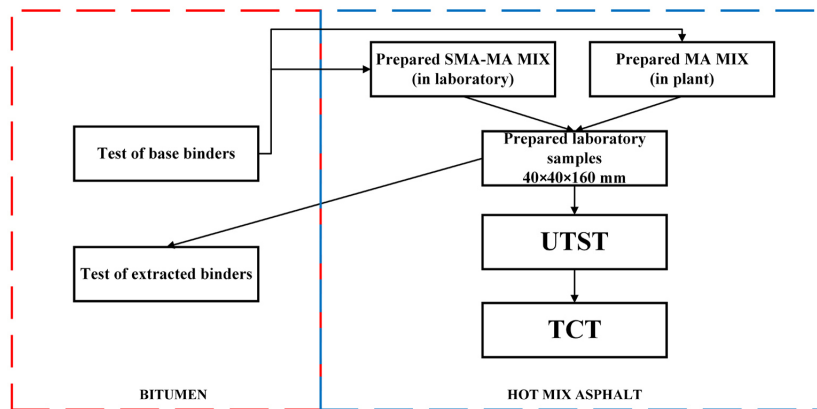 Prepared SMA-MA MIX
(in laboratory)
Prepared MA MIX
(in plant)
Test of base binders
Prepared laboratory
samples
40×40×160 mm
UTST
Test of extracted binders
TCT
BITUMEN
HOT MIX ASPHALT